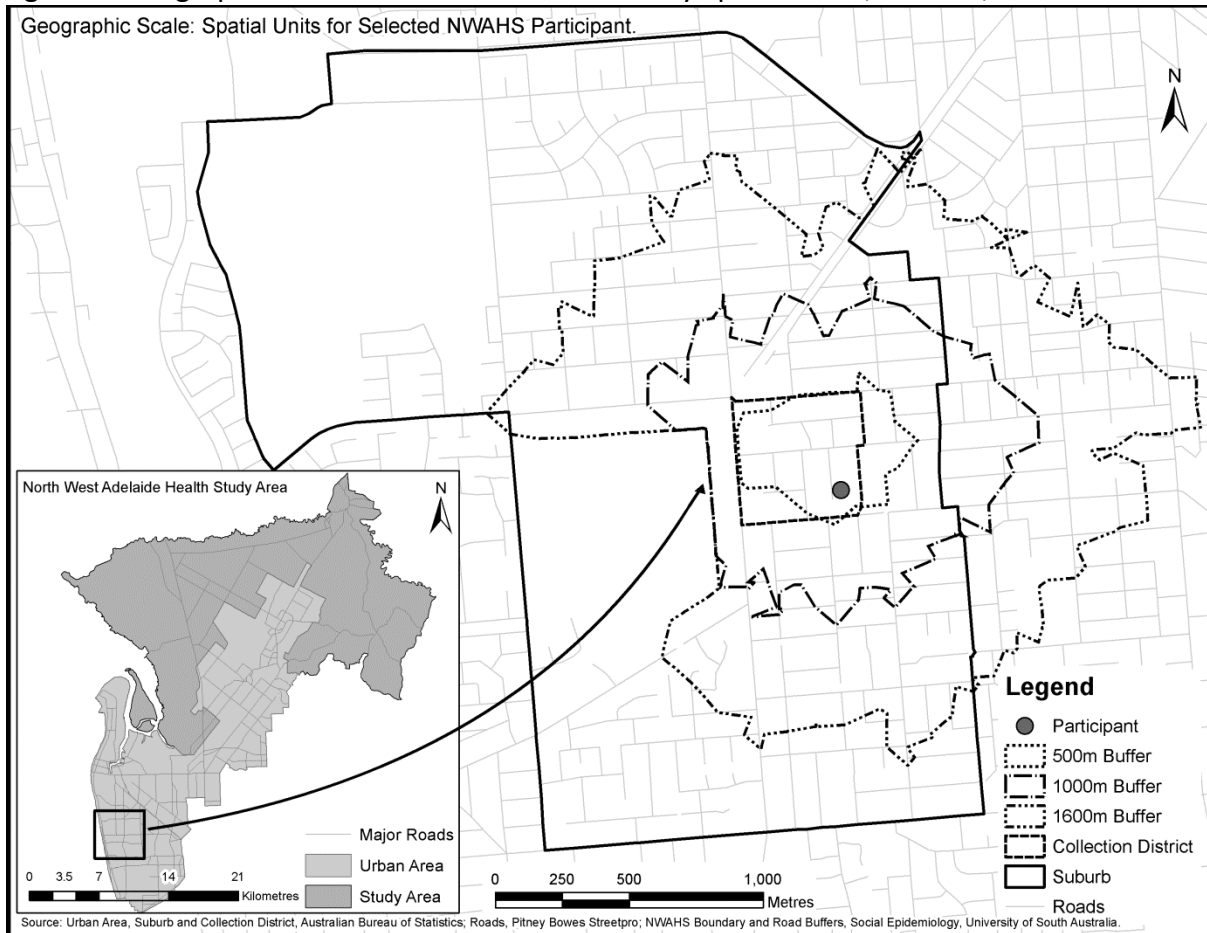 Geographic Scale: Spatial Units for Selected NWAHS Participant.
N
North West Adelaide Health Study Area
N
Major Roads
Urban Area
Study Area
0 3.5 7 14 21
Kilometres
0 250 500 1,000
Metres
Legend
Participant
500m Buffer
1000m Buffer
1600m Buffer
Collection District
Suburb
Roads
Source: Urban Area, Suburb and Collection District, Australian Bureau of Statistics; Roads, Pitney Bowes Streetpro; NWAHS Boundary and Road Buffers, Social Epidemiology, University of South Australia.